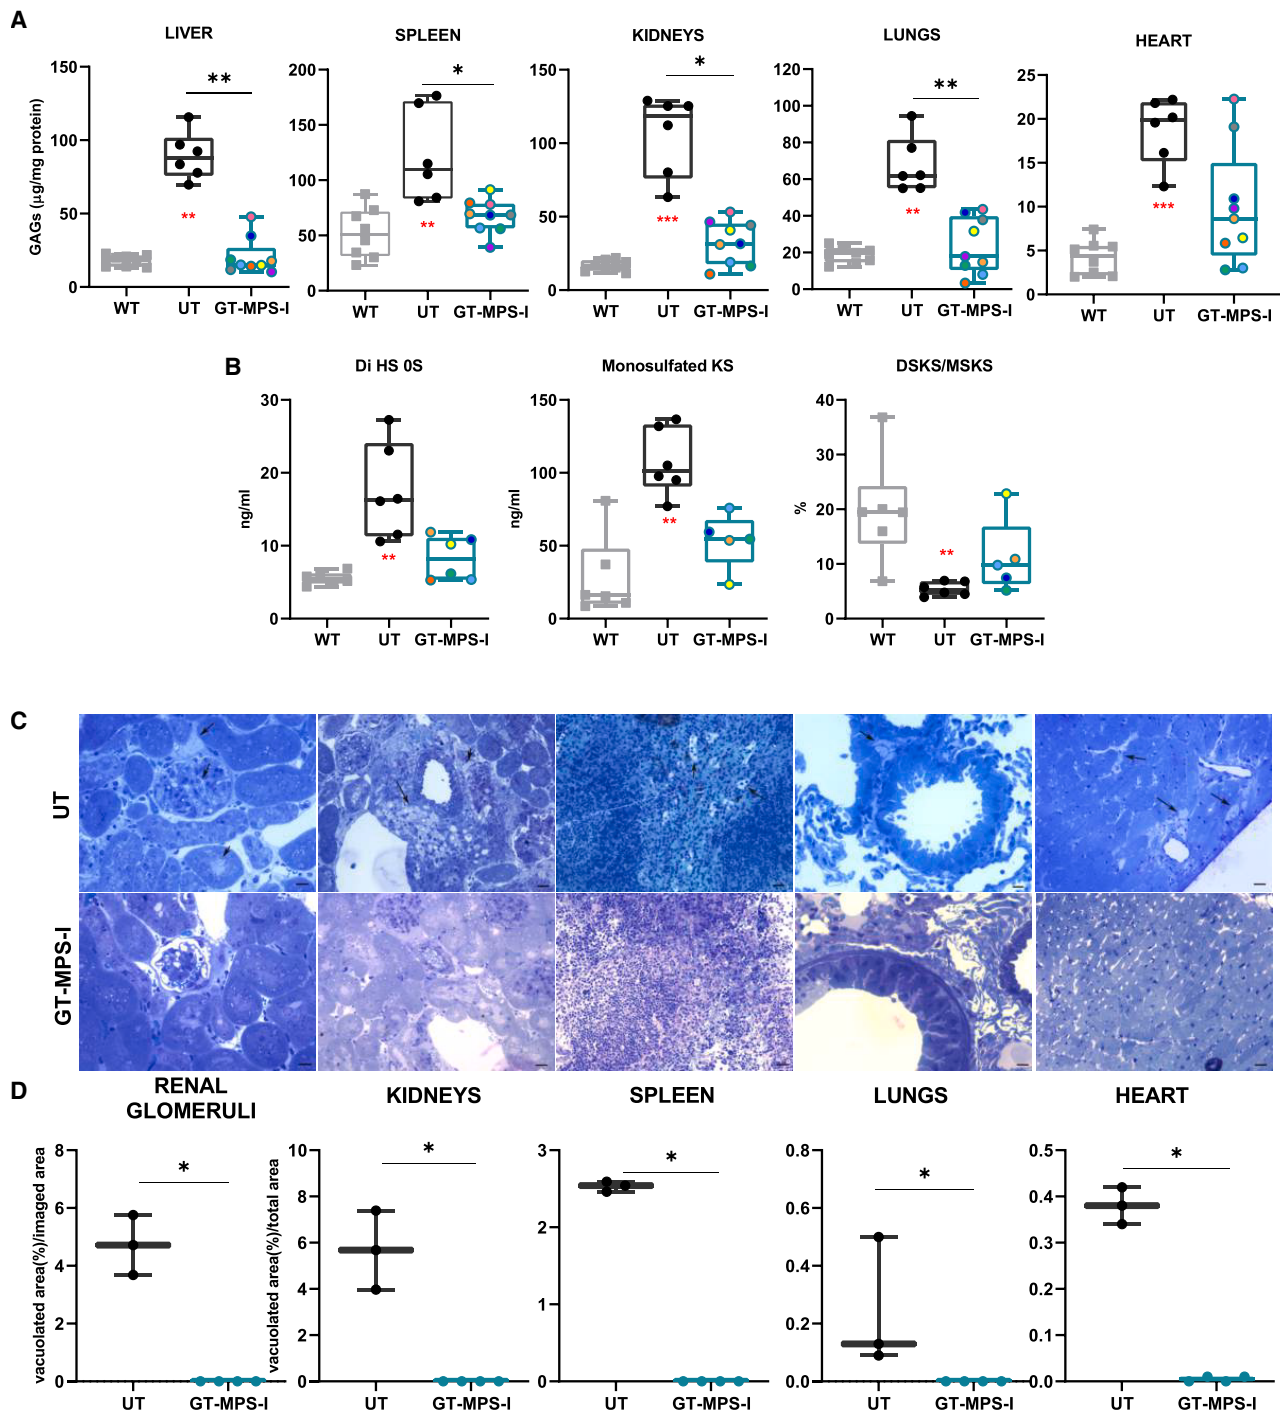 A
LIVER
SPLEEN
KIDNEYS
LUNGS
HEART
GAGs (µg/mg protein)
150
100
50
0
**
**
WT
UT
GT-MPS-I
200
150
100
50
0
*
**
WT
UT
GT-MPS-I
150
100
50
0
*
***
WT
UT
GT-MPS-I
120
100
80
60
40
20
0
**
**
WT
UT
GT-MPS-I
25
20
15
10
5
0
***
WT
UT
GT-MPS-I
B
Di HS 0S
Monosulfated KS
DSKS/MSKS
ng/ml
30
20
10
0
**
WT
UT
GT-MPS-I
ng/ml
150
100
50
0
**
WT
UT
GT-MPS-I
%
40
30
20
10
0
**
WT
UT
GT-MPS-I
C
UT
GT-MPS-I
D
RENAL
GLOMERULI
KIDNEYS
SPLEEN
LUNGS
HEART
vacuolated area(%)/imaged area
8
6
4
2
0
*
UT
GT-MPS-I
vacuolated area(%)/total area
10
8
6
4
2
0
*
UT
GT-MPS-I
3
2
1
0
*
UT
GT-MPS-I
0.8
0.6
0.4
0.2
0.0
*
UT
GT-MPS-I
0.5
0.4
0.3
0.2
0.1
0.0
*
UT
GT-MPS-I